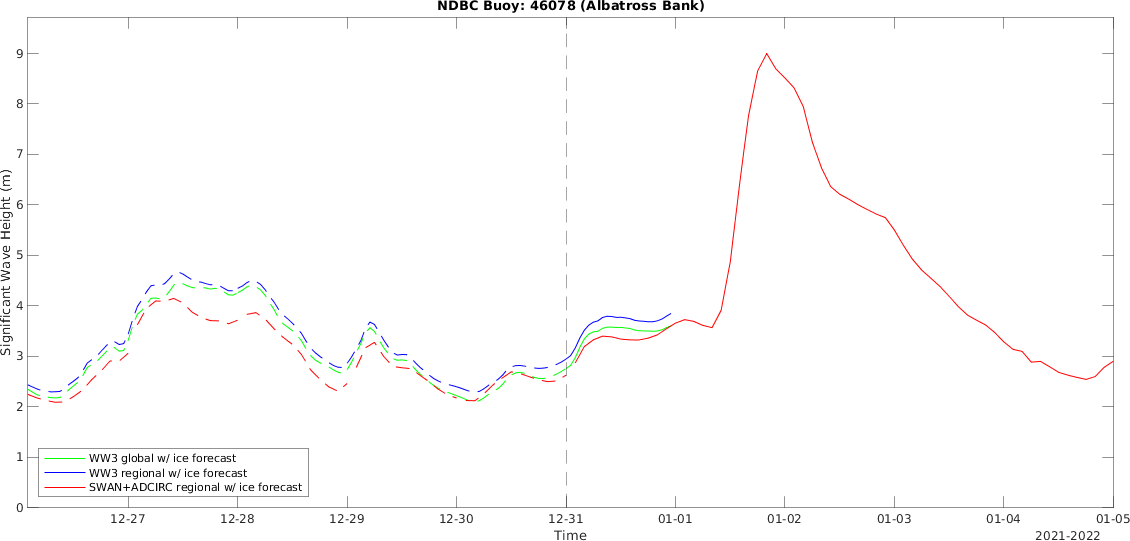 NDBC Buoy: 46078 (Albatross Bank)
Significant Wave Height (m)
9
8
7
6
5
4
3
2
1
0
WW3 global w/ ice forecast
WW3 regional w/ ice forecast
SWAN+ADCIRC regional w/ ice forecast
12-27 12-28 12-29 12-30 12-31 01-01 01-02 01-03 01-04 01-05
Time
2021-2022